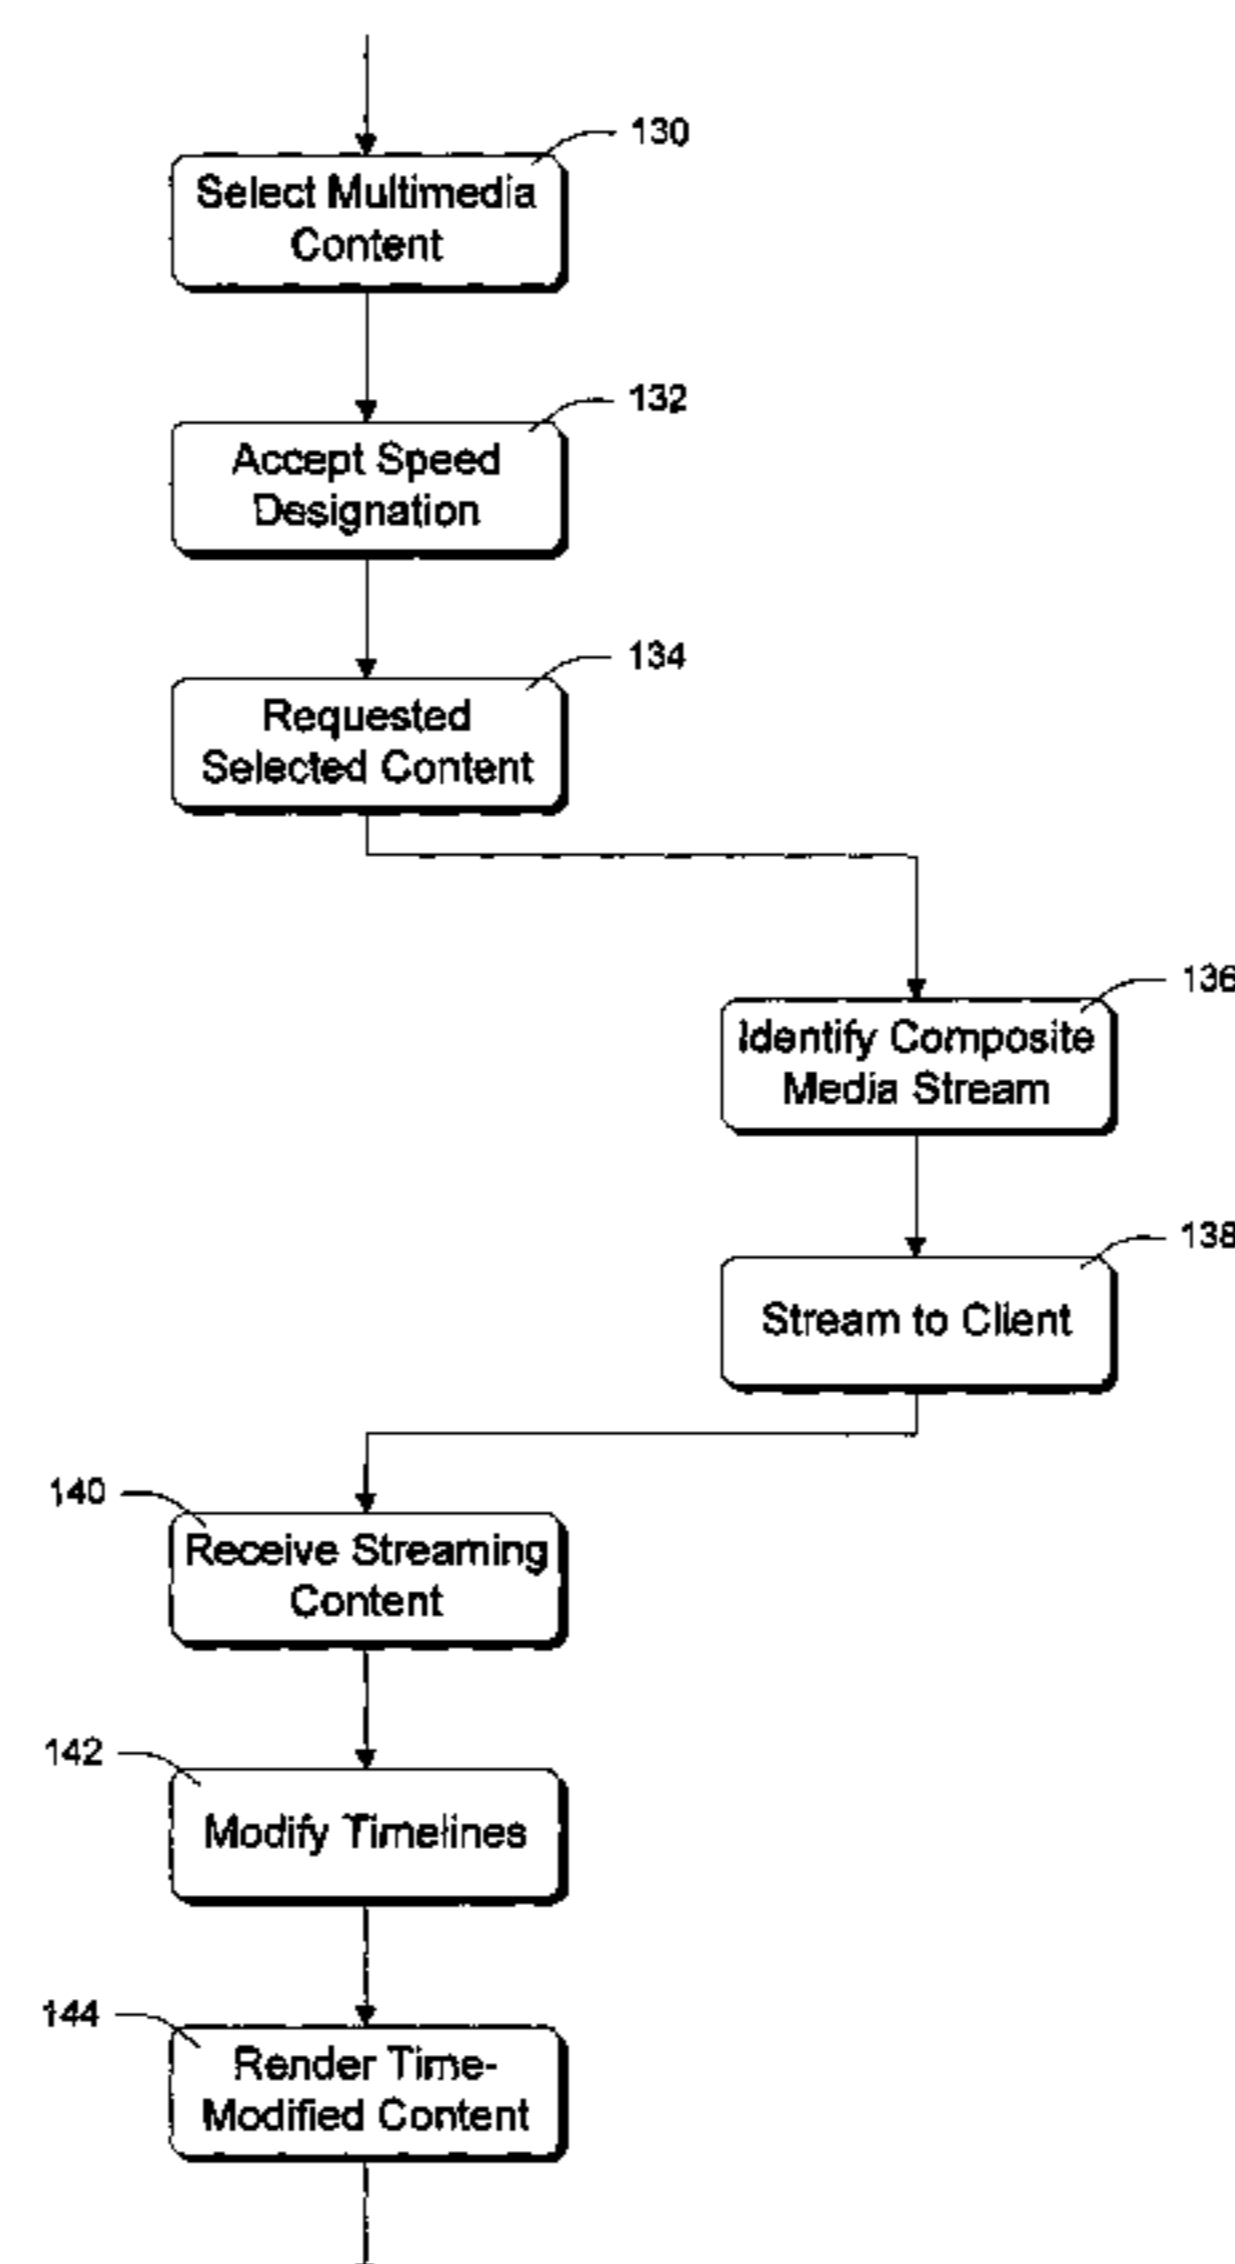 130
Select Multimedia
Content
132
Accept Speed
Designation
134
Requested
Selected Content
136
Identify Composite
Media Stream
138
Stream to Client
140
Receive Streaming
Content
142
Modify Timelines
144
Render Time-
Modified Content